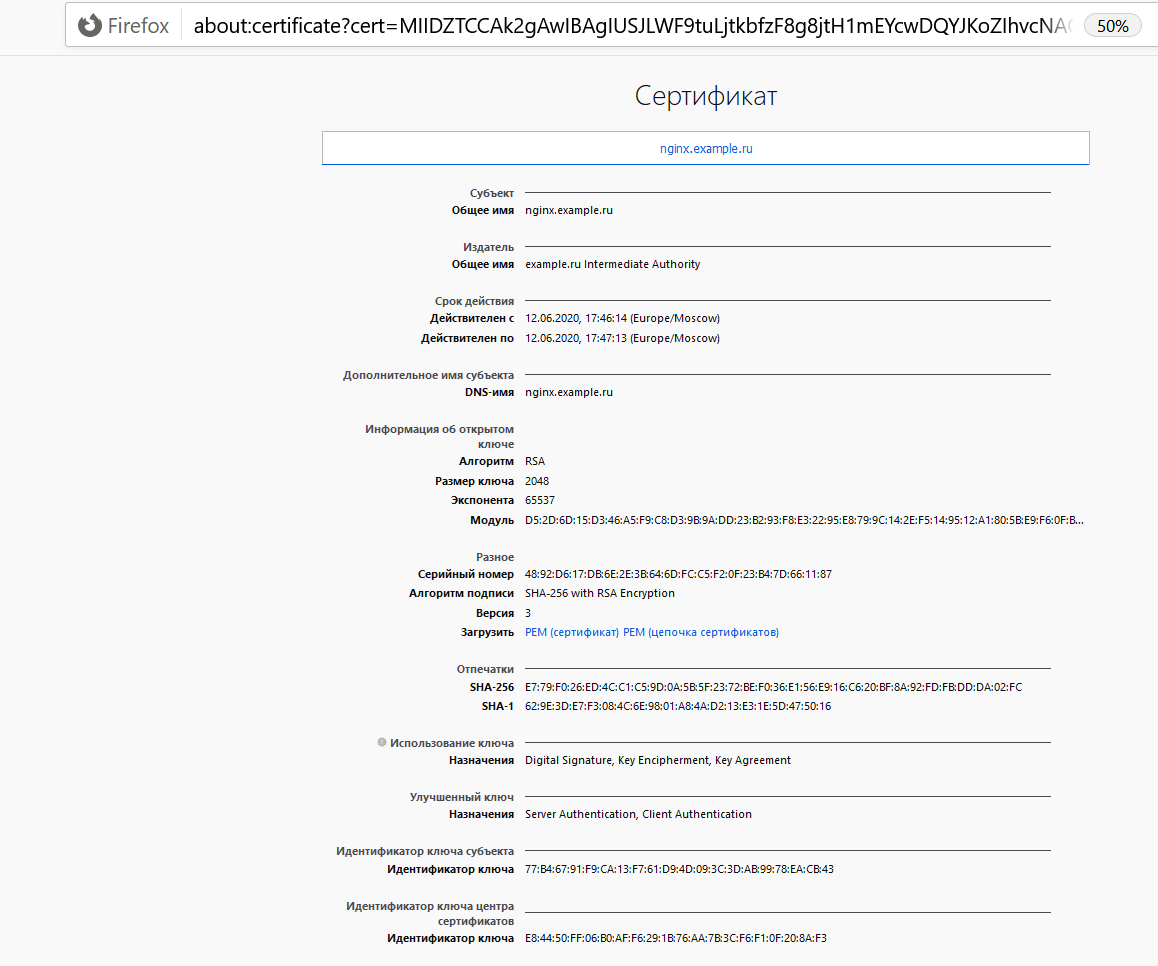 Firefox about:certificate?cert=MIIDZTCCAk2gAwIBAgIUSJLWF9tuLjtkbfzF8g8jtH1mEYcwDQYJKoZIhvcNAQ 50%
Сертификат
nginx.example.ru
Субъект
Общее имя nginx.example.ru
Издатель
Общее имя example.ru Intermediate Authority
Срок действия
Действителен с 12.06.2020, 17:46:14 (Europe/Moscow)
Действителен по 12.06.2020, 17:47:13 (Europe/Moscow)
Дополнительное имя субъекта
DNS-имя nginx.example.ru
Информация об открытом
ключе
Алгоритм RSA
Размер ключа 2048
Экспонента 65537
Модуль D5:2D:6D:15:D3:46:A5:F9:C8:D3:9B:9A:DD:23:B2:93:F8:E3:22:95:E8:79:9C:14:2E:F5:14:95:12:A1:80:5B:E9:F6:0F:B...
Разное
Серийный номер 48:92:D6:17:DB:6E:2E:3B:64:6D:FC:C5:F2:0F:23:B4:7D:66:11:87
Алгоритм подписи SHA-256 with RSA Encryption
Версия 3
Загрузить PEM (сертификат) PEM (цепочка сертификатов)
Отпечатки
SHA-256 E7:79:F0:26:ED:4C:C1:C5:9D:0A:5B:5F:23:72:BE:F0:36:E1:56:E9:16:C6:20:BF:8A:92:FD:FB:DD:DA:02:FC
SHA-1 62:9E:3D:E7:F3:08:4C:6E:98:01:A8:4A:D2:13:E3:1E:5D:47:50:16
Использование ключа
Назначения Digital Signature, Key Encipherment, Key Agreement
Улучшенный ключ
Назначения Server Authentication, Client Authentication
Идентификатор ключа субъекта
Идентификатор ключа 77:B4:67:91:F9:CA:13:F7:61:D9:4D:09:3C:3D:AB:99:78:EA:CB:43
Идентификатор ключа центра
сертификатов
Идентификатор ключа E8:44:50:FF:06:B0:AF:F6:29:1B:76:AA:7B:3C:F6:F1:0F:20:8A:F3